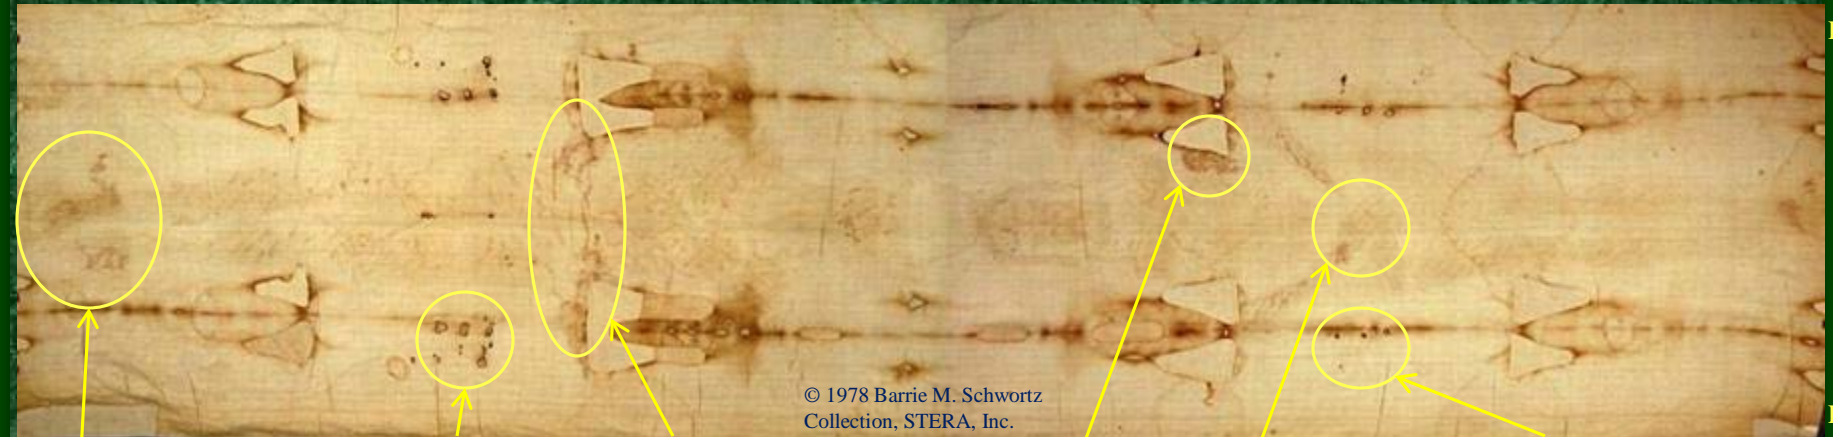 © 1978 Barrie M. Schwortz
Collection, STERA, Inc.